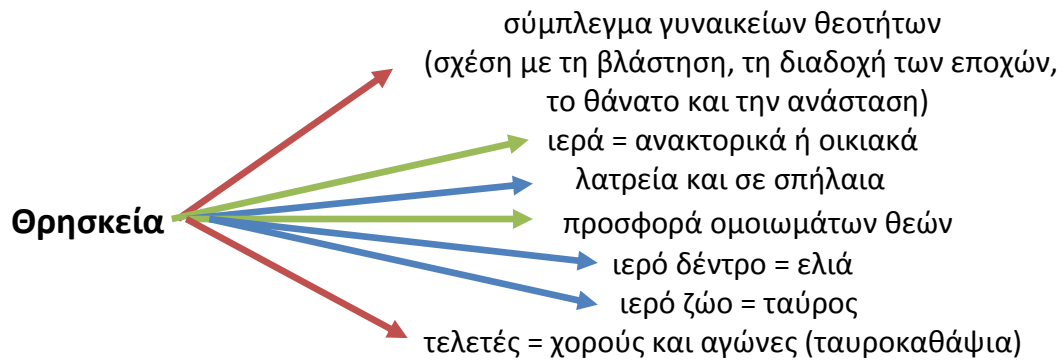 σύμπλεγμα γυναικείων θεοτήτων
(σχέση με τη βλάστηση, τη διαδοχή των εποχών,
το θάνατο και την ανάσταση)
ιερά = ανακτορικά ή οικιακά
λατρεία και σε σπήλαια
Θρησκεία
προσφορά ομοιωμάτων θεών
ιερό δέντρο = ελιά
ιερό ζώο = ταύρος
τελετές = χορούς και αγώνες (ταυροκαθάψια)